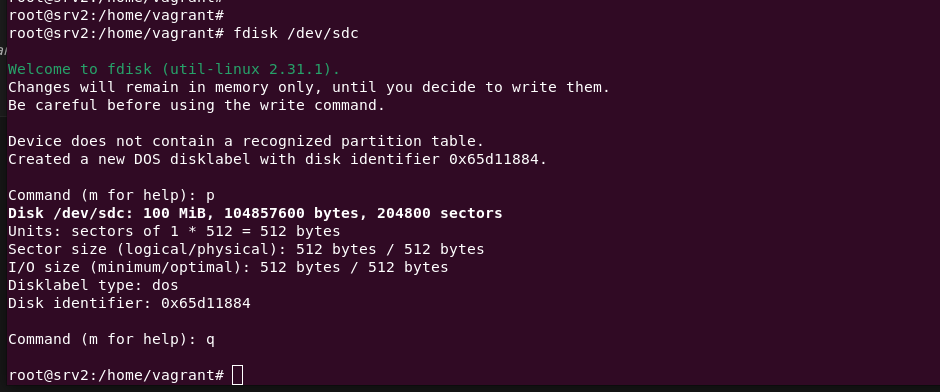 root@srv2:/home/vagrant#
root@srv2:/home/vagrant#
root@srv2:/home/vagrant# fdisk /dev/sdc
Welcome to fdisk (util-linux 2.31.1).
Changes will remain in memory only, until you decide to write them.
Be careful before using the write command.
Device does not contain a recognized partition table.
Created a new DOS disklabel with disk identifier 0x65d11884.
Command (m for help): p
Disk /dev/sdc: 100 MiB, 104857600 bytes, 204800 sectors
Units: sectors of 1 * 512 = 512 bytes
Sector size (logical/physical): 512 bytes / 512 bytes
I/O size (minimum/optimal): 512 bytes / 512 bytes
Disklabel type: dos
Disk identifier: 0x65d11884
Command (m for help): q
root@srv2:/home/vagrant#